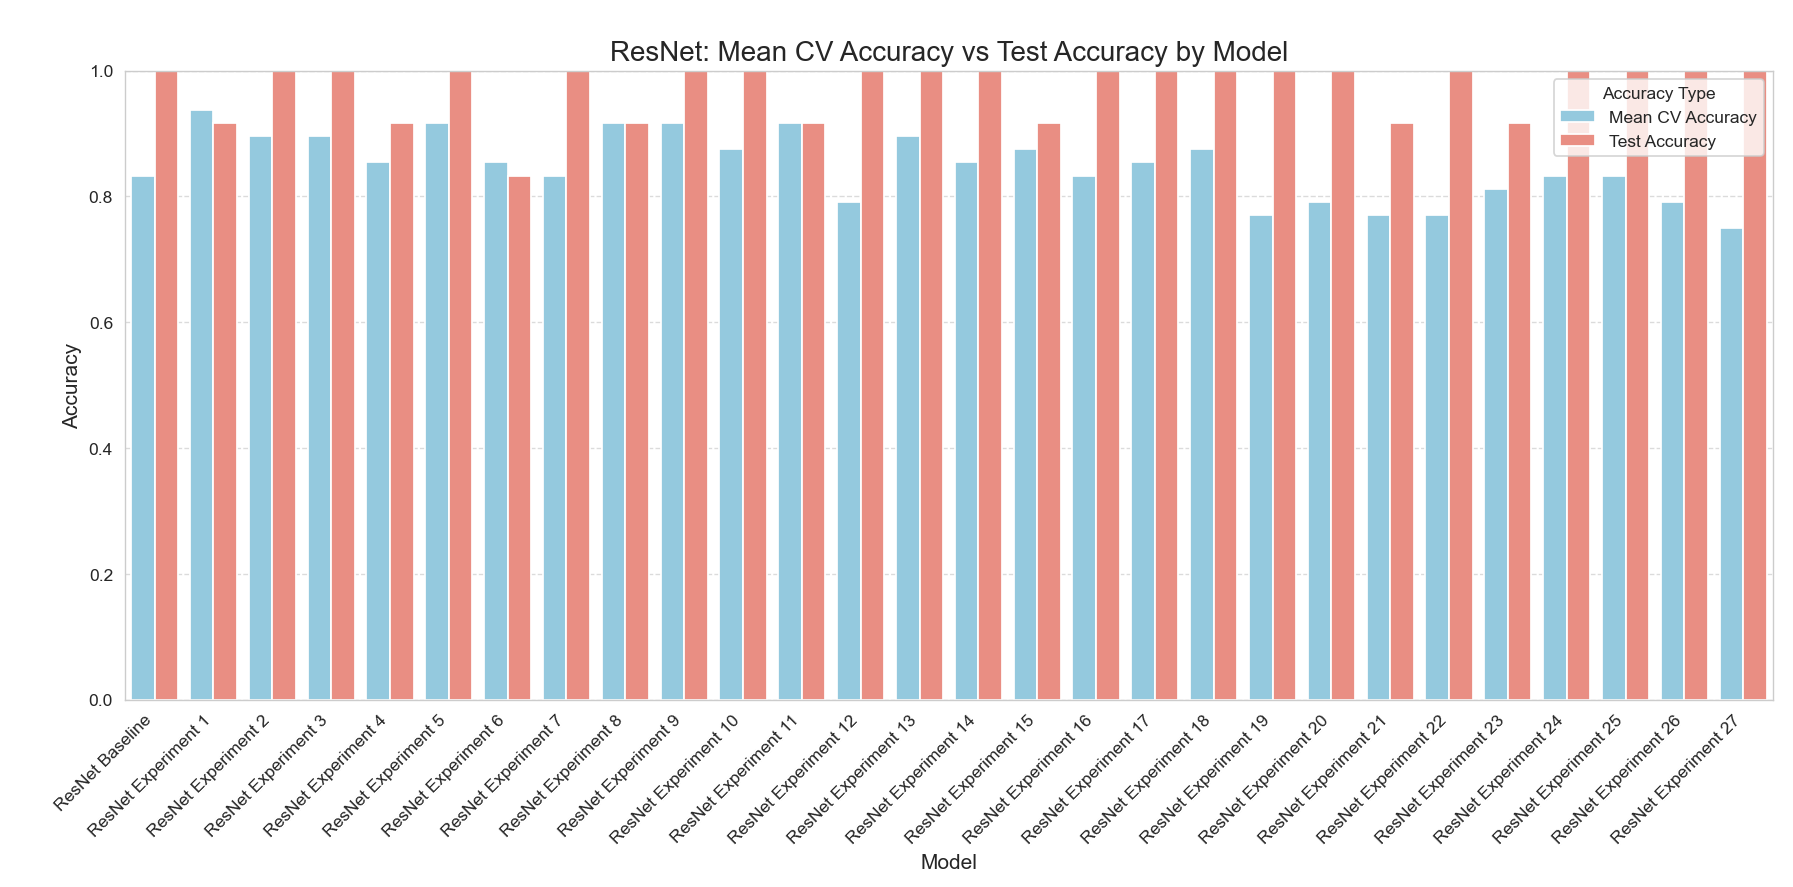 ResNet: Mean CV Accuracy vs Test Accuracy by Model
Accuracy
1.0
0.8
0.6
0.4
0.2
0.0
Accuracy Type
Mean CV Accuracy
Test Accuracy
ResNet Baseline
ResNet Experiment 1
ResNet Experiment 2
ResNet Experiment 3
ResNet Experiment 4
ResNet Experiment 5
ResNet Experiment 6
ResNet Experiment 7
ResNet Experiment 8
ResNet Experiment 9
ResNet Experiment 10
ResNet Experiment 11
ResNet Experiment 12
ResNet Experiment 13
ResNet Experiment 14
ResNet Experiment 15
ResNet Experiment 16
ResNet Experiment 17
ResNet Experiment 18
ResNet Experiment 19
ResNet Experiment 20
ResNet Experiment 21
ResNet Experiment 22
ResNet Experiment 23
ResNet Experiment 24
ResNet Experiment 25
ResNet Experiment 26
ResNet Experiment 27
Model